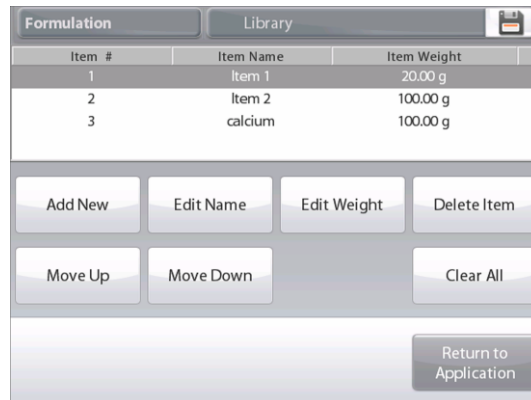 Formulation Library
Item # Item Name Item Weight
1 Item 1 20.00 g
2 Item 2 100.00 g
3 calcium 100.00 g
Add New Edit Name Edit Weight Delete Item
Move Up Move Down Clear All
Return to
Application